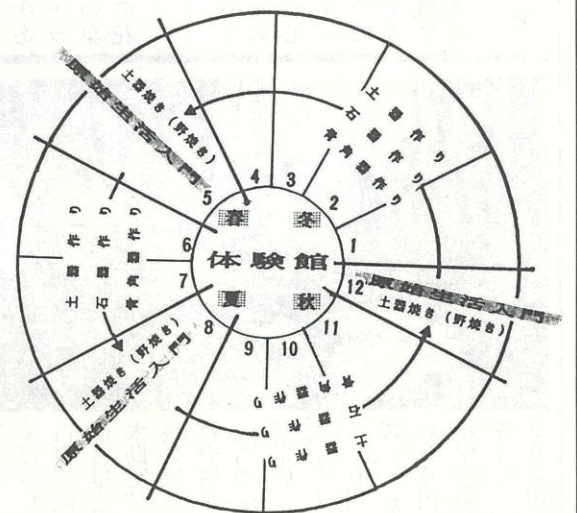 体験館
春
冬
夏
秋
1
2
3
4
5
6
7
8
9
10
11
12
土器作り
石器作り
骨角器作り
原始生活入門
土器焼き(野焼き)
土器作り
石器作り
骨角器作り
原始生活入門
土器焼き(野焼き)
土器作り
石器作り
骨角器作り
土器焼き(野焼き)
原始生活入門